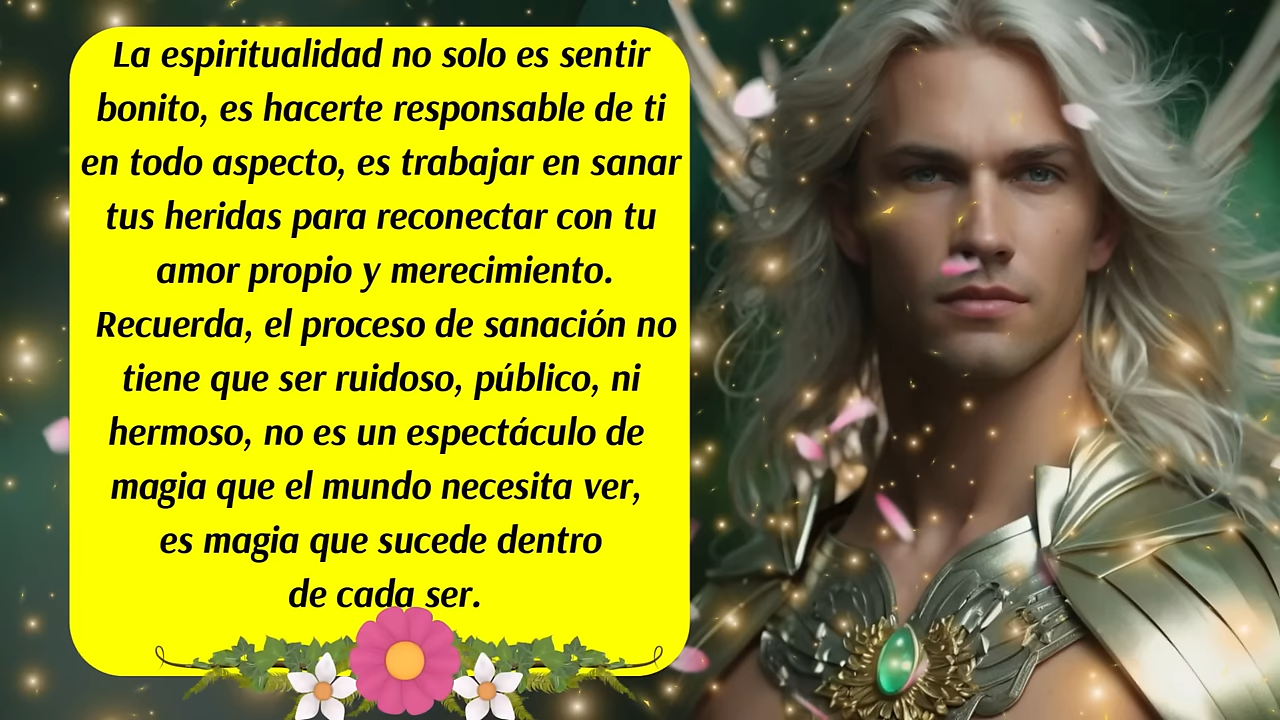 La espiritualidad no solo es sentir
bonito, es hacerte responsable de ti
en todo aspecto, es trabajar en sanar
tus heridas para reconectar con tu
amor propio y merecimiento.
Recuerda, el proceso de sanación no
tiene que ser ruidoso, público, ni
hermoso, no es un espectáculo de
magia que el mundo necesita ver,
es magia que sucede dentro
de cada ser.